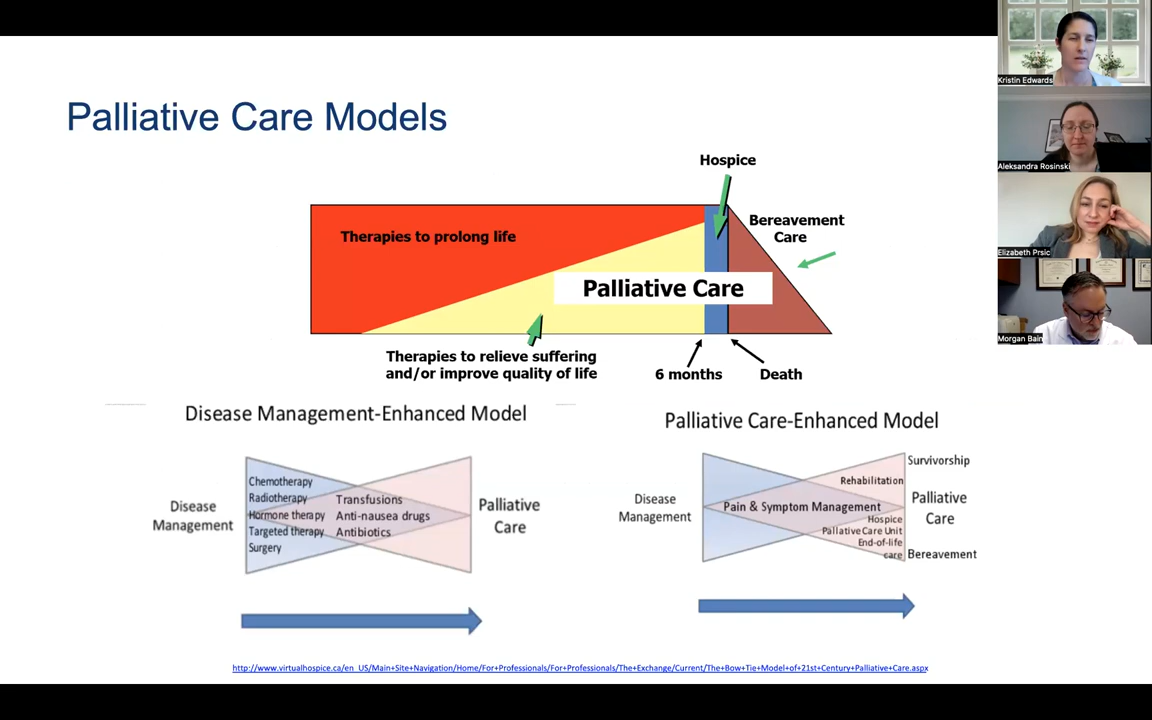 Palliative Care Models
Hospice
Therapies to prolong life
Bereavement
Care
Palliative Care
Therapies to relieve suffering
and/or improve quality of life
6 months
Death
Disease Management-Enhanced Model
Disease
Management
Chemotherapy
Radiotherapy
Hormone therapy
Targeted therapy
Surgery
Transfusions
Anti-nausea drugs
Antibiotics
Palliative
Care
Palliative Care-Enhanced Model
Disease
Management
Pain & Symptom Management
Rehabilitation
Hospice
Palliative Care Unit
End-of-life
care
Survivorship
Palliative
Care
Bereavement
http://www.virtualhospice.ca/en_US/Main+Site+Navigation/Home/For+Professionals/For+Professionals/The+Exchange/Current/The+Bow+Tie+Model+of+21st+Century+Palliative+Care.aspx
Kristin Edwards
Aleksandra Rosinski
Elizabeth Prsic
Morgan Bain